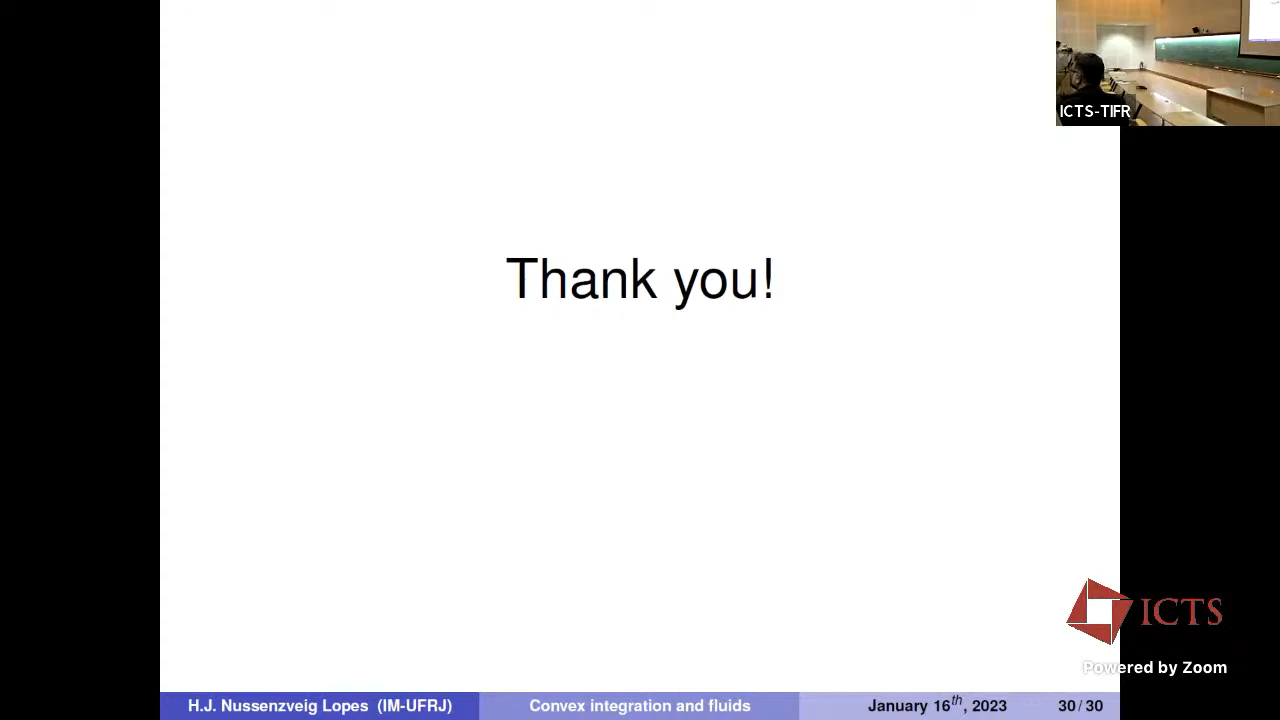 ICTS-TIFR
Thank you!
ICTS
Powered by Zoom
H.J. Nussenzveig Lopes (IM-UFRJ) Convex integration and fluids January 16th, 2023 30 / 30